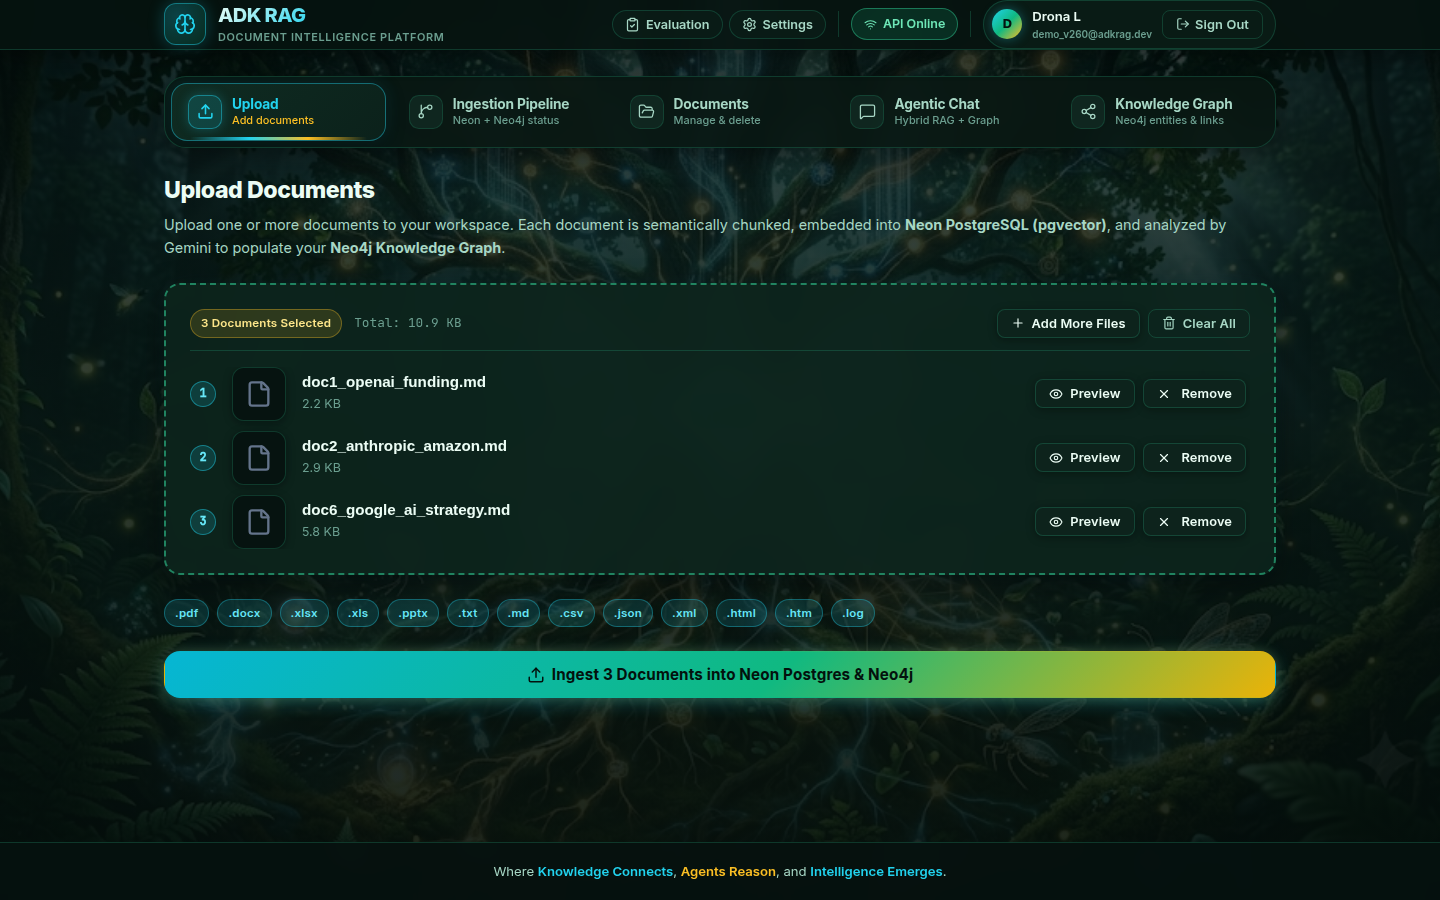 ADK RAG
DOCUMENT INTELLIGENCE PLATFORM
Evaluation
Settings
API Online
D
Drona L
demo_v260@adkrag.dev
Sign Out
Upload
Add documents
Ingestion Pipeline
Neon + Neo4j status
Documents
Manage & delete
Agentic Chat
Hybrid RAG + Graph
Knowledge Graph
Neo4j entities & links
Upload Documents
Upload one or more documents to your workspace. Each document is semantically chunked, embedded into Neon PostgreSQL (pgvector), and analyzed by
Gemini to populate your Neo4j Knowledge Graph.
3 Documents Selected
Total: 10.9 KB
Add More Files
Clear All
1
doc1_openai_funding.md
2.2 KB
Preview
Remove
2
doc2_anthropic_amazon.md
2.9 KB
Preview
Remove
3
doc6_google_ai_strategy.md
5.8 KB
Preview
Remove
.pdf
.docx
.xlsx
.xls
.pptx
.txt
.md
.csv
.json
.xml
.html
.htm
.log
Ingest 3 Documents into Neon Postgres & Neo4j
Where Knowledge Connects, Agents Reason, and Intelligence Emerges.